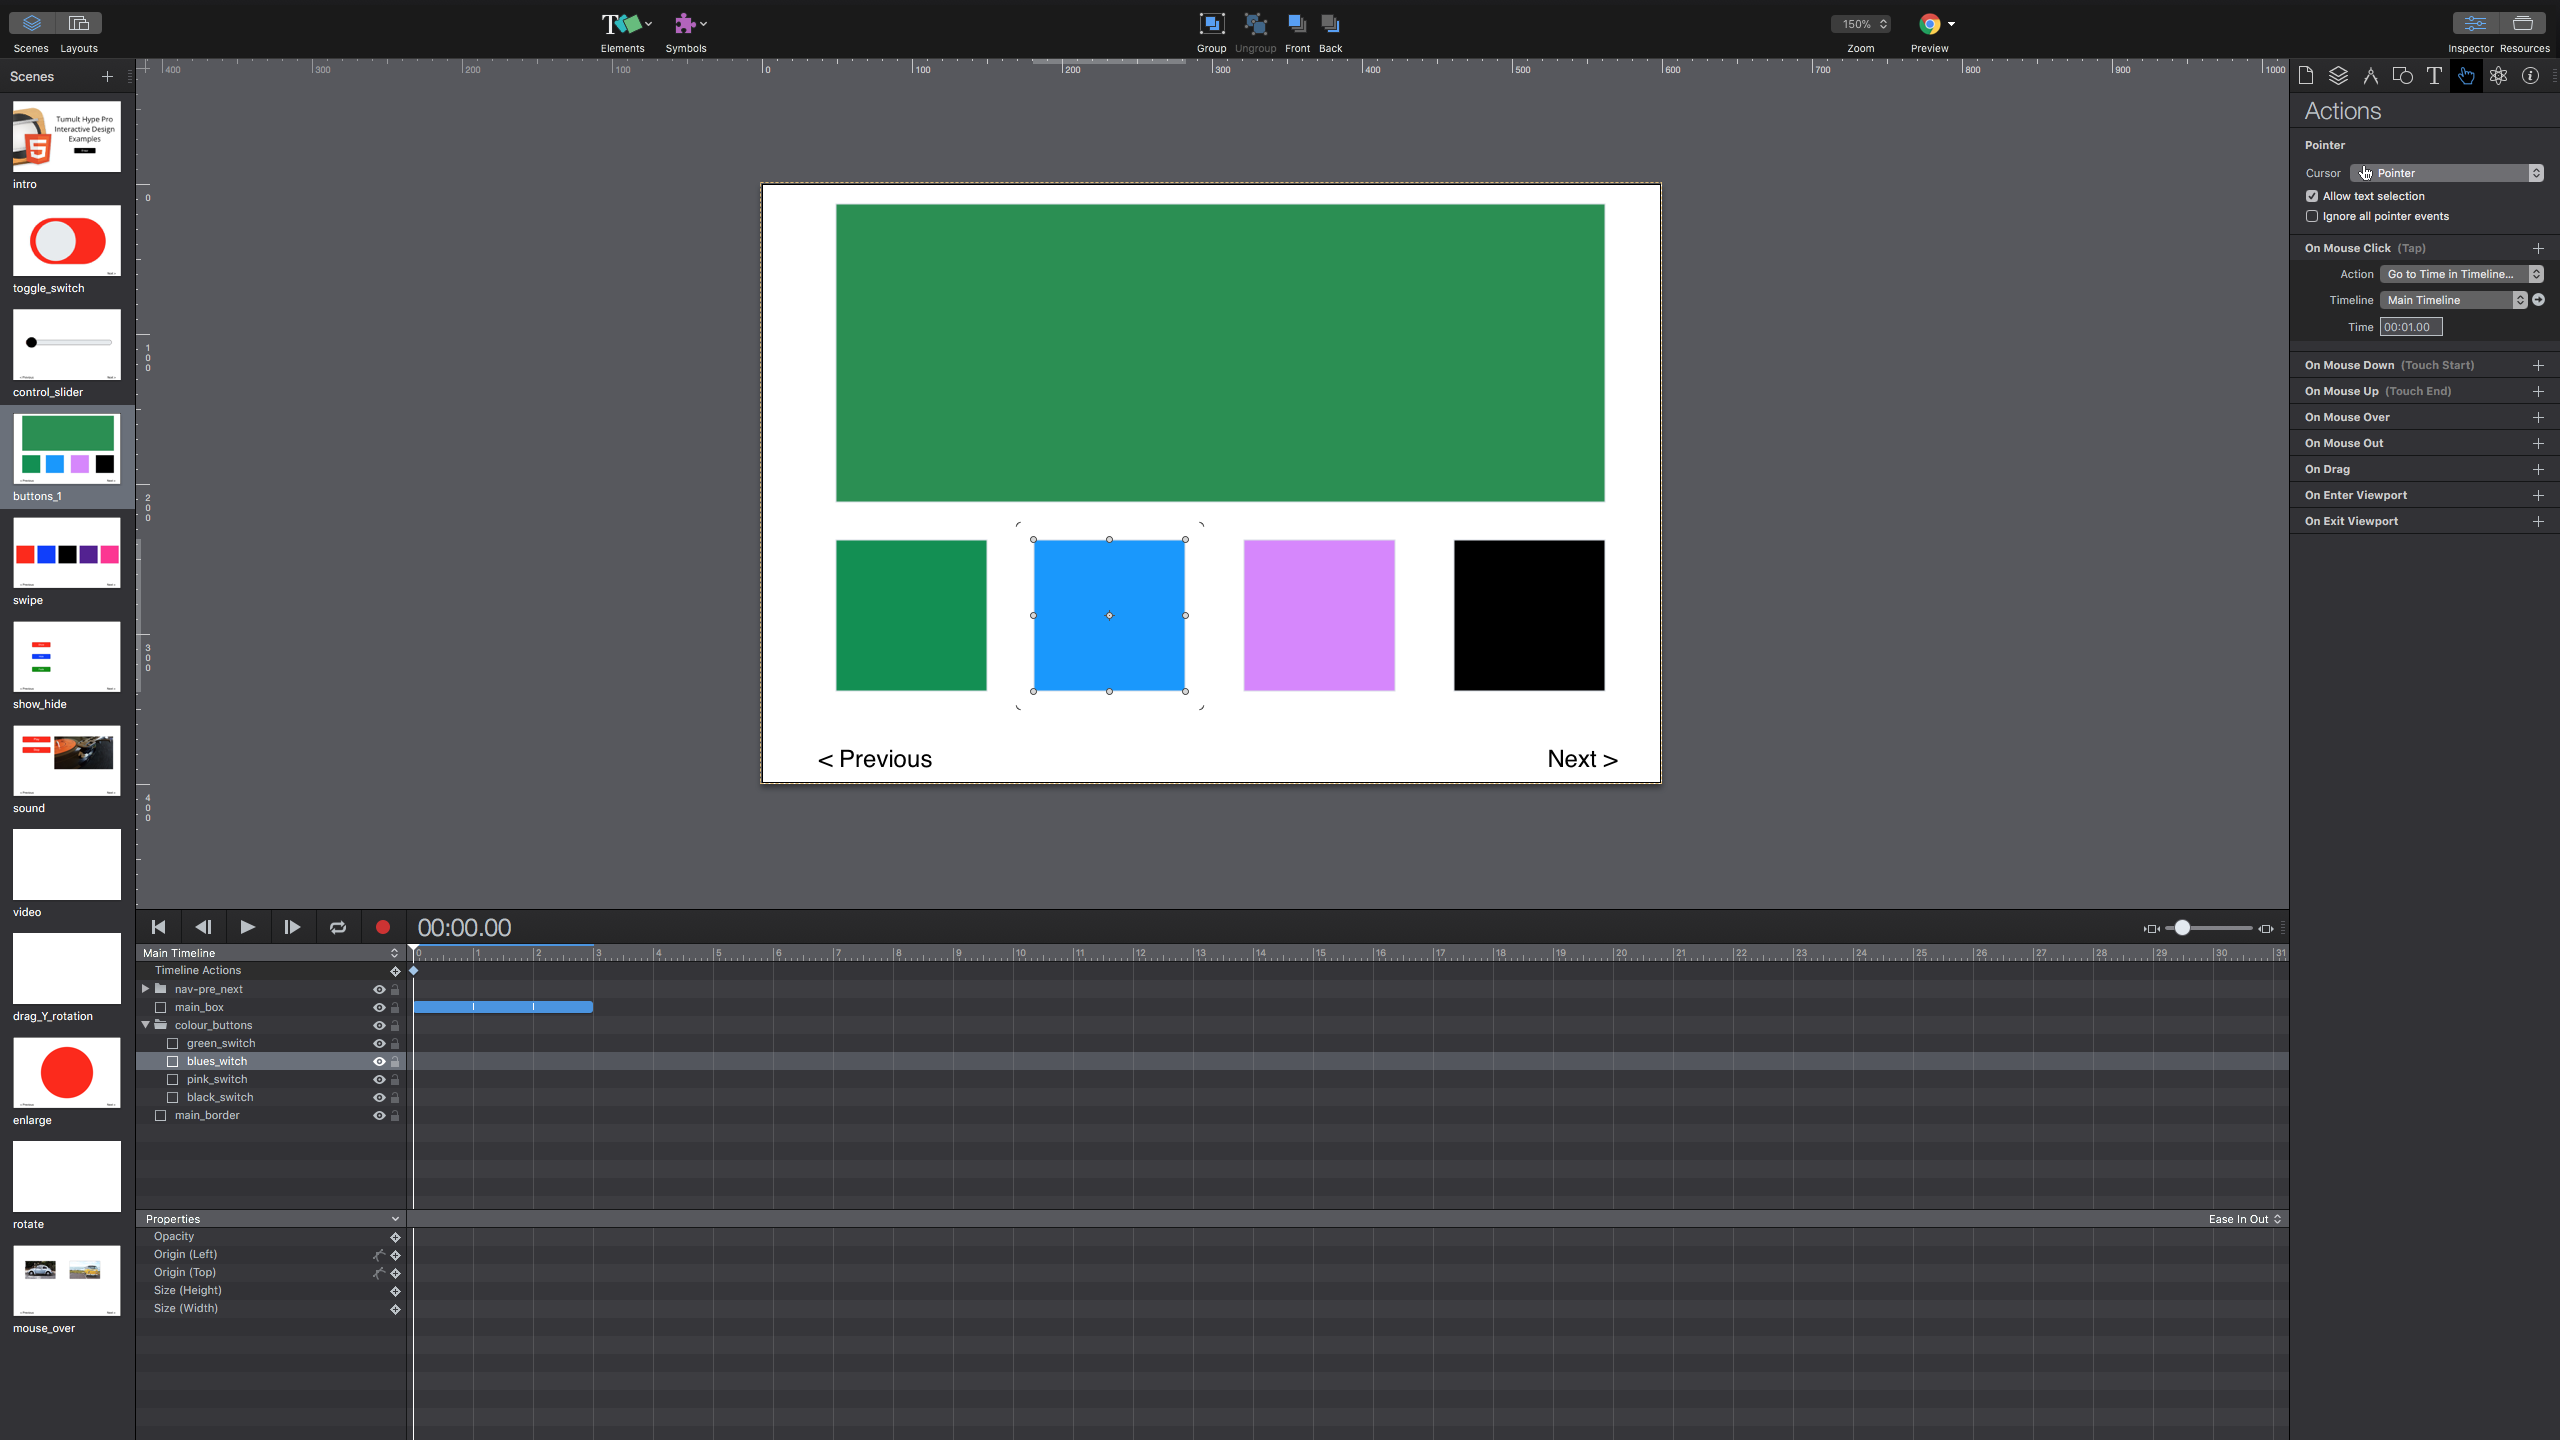 Scenes Layouts
Elements Symbols
Group Ungroup Front Back
150%
Zoom
Preview
Inspector Resources
Scenes
Tumult Hype Pro
Interactive Design
Examples
intro
toggle_switch
control_slider
buttons_1
swipe
show_hide
sound
video
drag_Y_rotation
enlarge
rotate
mouse_over
400 300 200 100 0 100 200 300 400 500 600 700 800 900 1000
0
100
200
300
400
< Previous
Next >
Actions
Pointer
Cursor Pointer
Allow text selection
Ignore all pointer events
On Mouse Click (Tap)
Action Go to Time in Timeline...
Timeline Main Timeline
Time 00:01.00
On Mouse Down (Touch Start)
On Mouse Up (Touch End)
On Mouse Over
On Mouse Out
On Drag
On Enter Viewport
On Exit Viewport
00:00.00
Main Timeline
0 1 2 3 4 5 6 7 8 9 10 11 12 13 14 15 16 17 18 19 20 21 22 23 24 25 26 27 28 29 30 31
Timeline Actions
nav-pre_next
main_box
colour_buttons
green_switch
blues_witch
pink_switch
black_switch
main_border
Properties
Ease In Out
Opacity
Origin (Left)
Origin (Top)
Size (Height)
Size (Width)